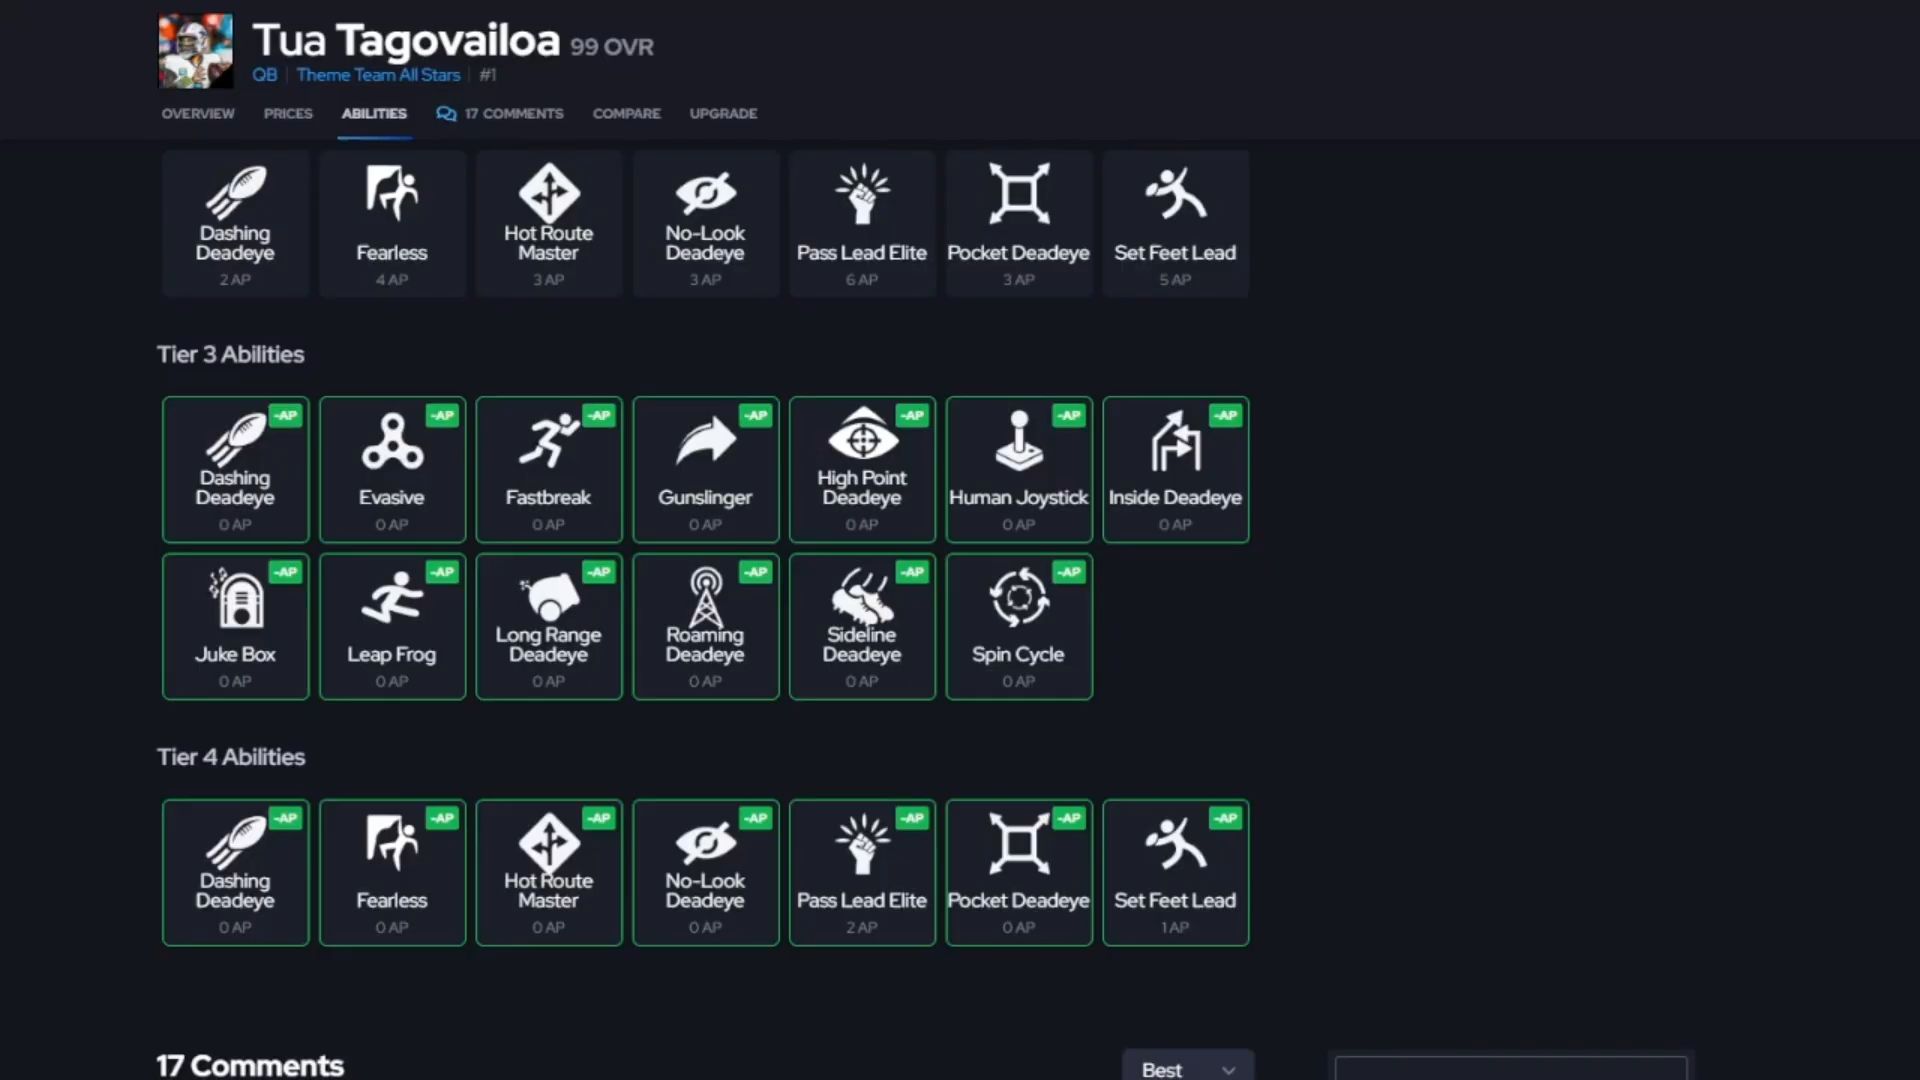 Tua Tagovailoa 99 OVR
QB Theme Team All Stars #1
OVERVIEW PRICES ABILITIES 17 COMMENTS COMPARE UPGRADE
Dashing Deadeye
2 AP
Fearless
4 AP
Hot Route Master
3 AP
No-Look Deadeye
3 AP
Pass Lead Elite
6 AP
Pocket Deadeye
3 AP
Set Feet Lead
5 AP
Tier 3 Abilities
-AP
Dashing Deadeye
0 AP
-AP
Evasive
0 AP
-AP
Fastbreak
0 AP
-AP
Gunslinger
0 AP
-AP
High Point Deadeye
0 AP
-AP
Human Joystick
0 AP
-AP
Inside Deadeye
0 AP
-AP
Juke Box
0 AP
-AP
Leap Frog
0 AP
-AP
Long Range Deadeye
0 AP
-AP
Roaming Deadeye
0 AP
-AP
Sideline Deadeye
0 AP
-AP
Spin Cycle
0 AP
Tier 4 Abilities
-AP
Dashing Deadeye
0 AP
-AP
Fearless
0 AP
-AP
Hot Route Master
0 AP
-AP
No-Look Deadeye
0 AP
-AP
Pass Lead Elite
2 AP
-AP
Pocket Deadeye
0 AP
-AP
Set Feet Lead
1 AP
17 Comments
Best